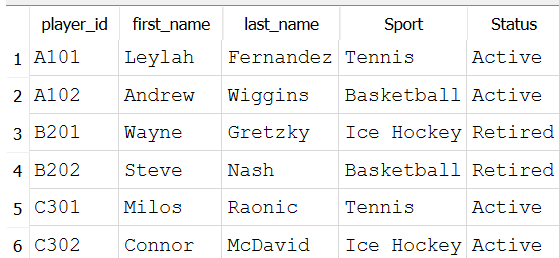 player_id first_name last_name Sport Status
1 A101 Leylah Fernandez Tennis Active
2 A102 Andrew Wiggins Basketball Active
3 B201 Wayne Gretzky Ice Hockey Retired
4 B202 Steve Nash Basketball Retired
5 C301 Milos Raonic Tennis Active
6 C302 Connor McDavid Ice Hockey Active